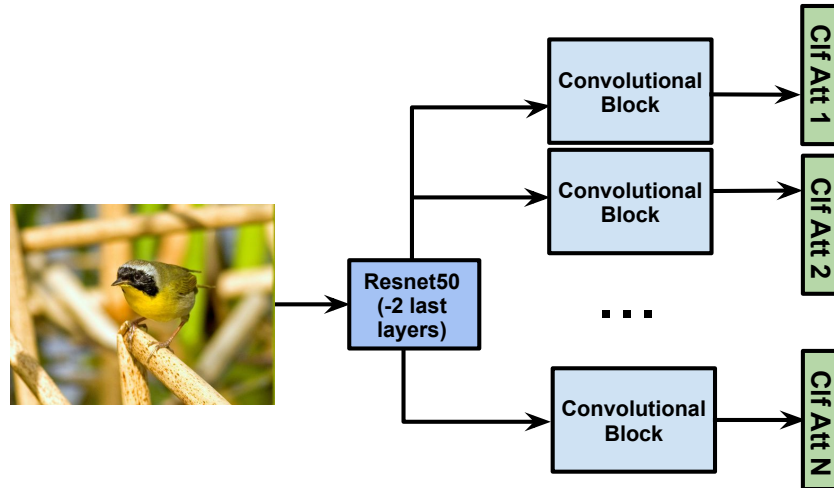 Convolutional
Block
Clf Att 1
Convolutional
Block
Clf Att 2
Resnet50
(-2 last
layers)
...
Convolutional
Block
Clf Att N